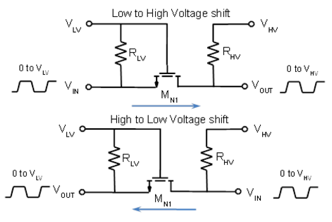 Low to High Voltage shift
V_LV V_HV
R_LV R_HV
0 to V_LV 0 to V_HV
V_IN M_N1 V_OUT
High to Low Voltage shift
V_LV V_HV
R_LV R_HV
0 to V_LV 0 to V_HV
V_OUT M_N1 V_IN